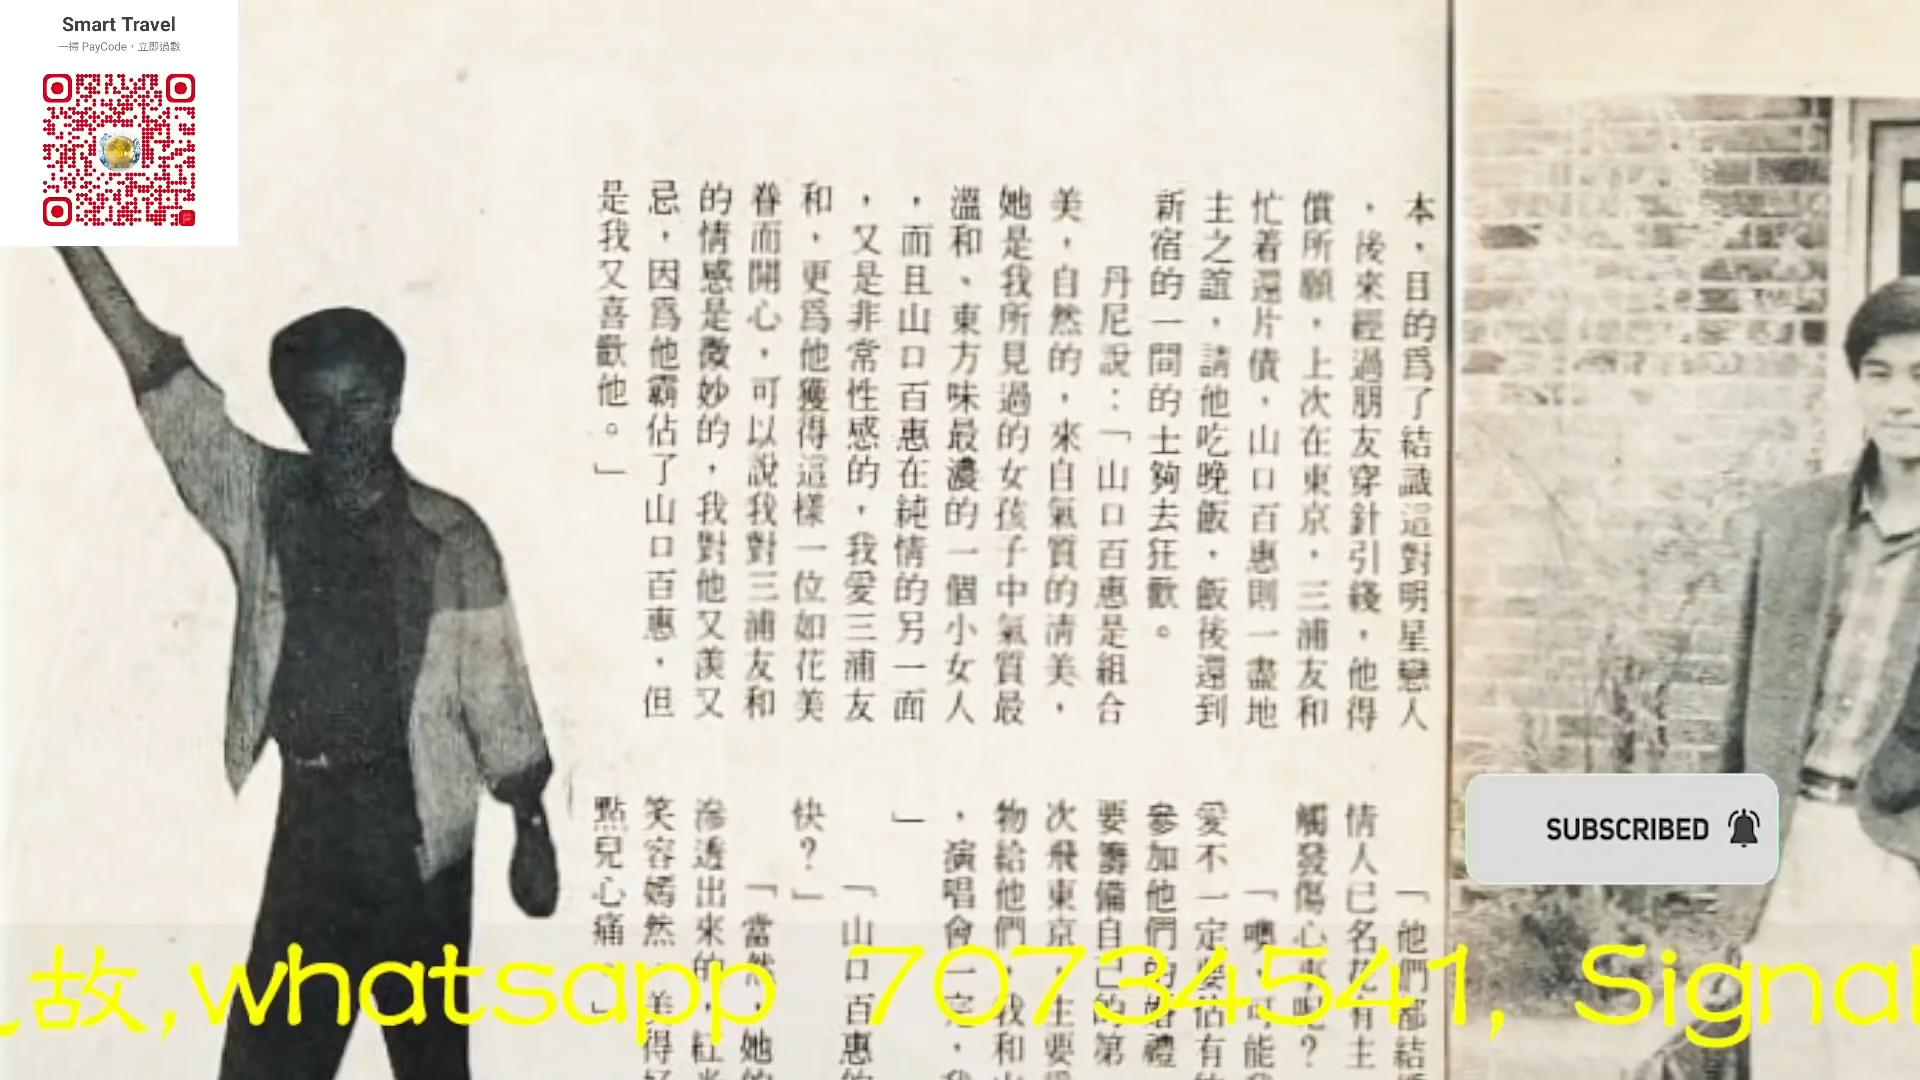 Smart Travel
一掃 PayCode，立即過數
本，目的爲了結識這對明星戀人
，後來經過朋友穿針引綫，他得
償所願，上次在東京，三浦友和
忙着還片債，山口百惠則一盡地
主之誼，請他吃晚飯，飯後還到
新宿的一間的士夠去狂歡。
丹尼說：「山口百惠是組合
美，自然的，來自氣質的淸美，
她是我所見過的女孩子中氣質最
溫和、東方味最濃的一個小女人
，而且山口百惠在純情的另一面
，又是非常性感的，我愛三浦友
和，更爲他獲得這樣一位如花美
眷而開心，可以說我對三浦友和
的情感是微妙的，我對他又羨又
忌，因爲他霸佔了山口百惠，但
是我又喜歡他。」
「他們都結
情人已名花有主
觸發傷心事呢？
「噢，可能
愛不一定要佔有
參加他們的婚禮
要籌備自己的第
次飛東京，主要
物給他們，我和
，演唱會一完，
」
「山口百惠的
快？」
「當然，她的
滲透出來的，紅
笑容嫣然，美得
點兒心痛。」
SUBSCRIBED
故,whatsapp 70734541, Signal